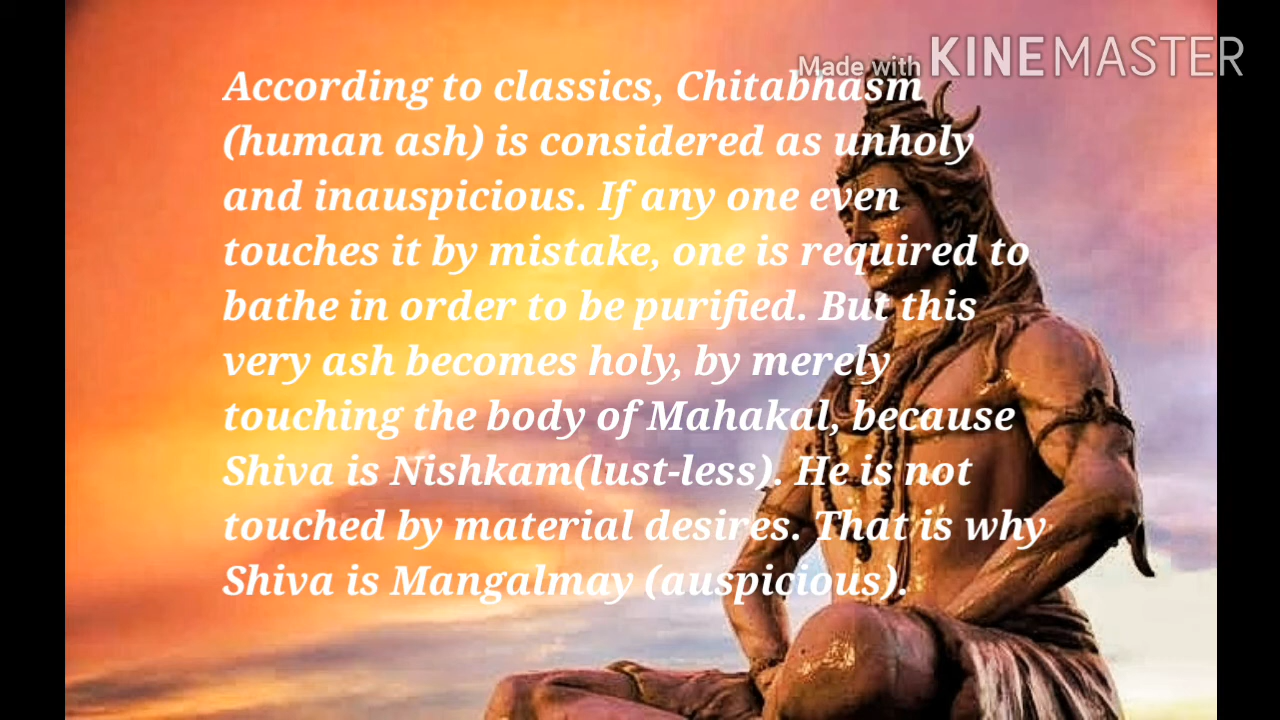 Made with KINEMASTER
According to classics, Chitabhasm
(human ash) is considered as unholy
and inauspicious. If any one even
touches it by mistake, one is required to
bathe in order to be purified. But this
very ash becomes holy, by merely
touching the body of Mahakal, because
Shiva is Nishkam(lust-less). He is not
touched by material desires. That is why
Shiva is Mangalmay (auspicious).